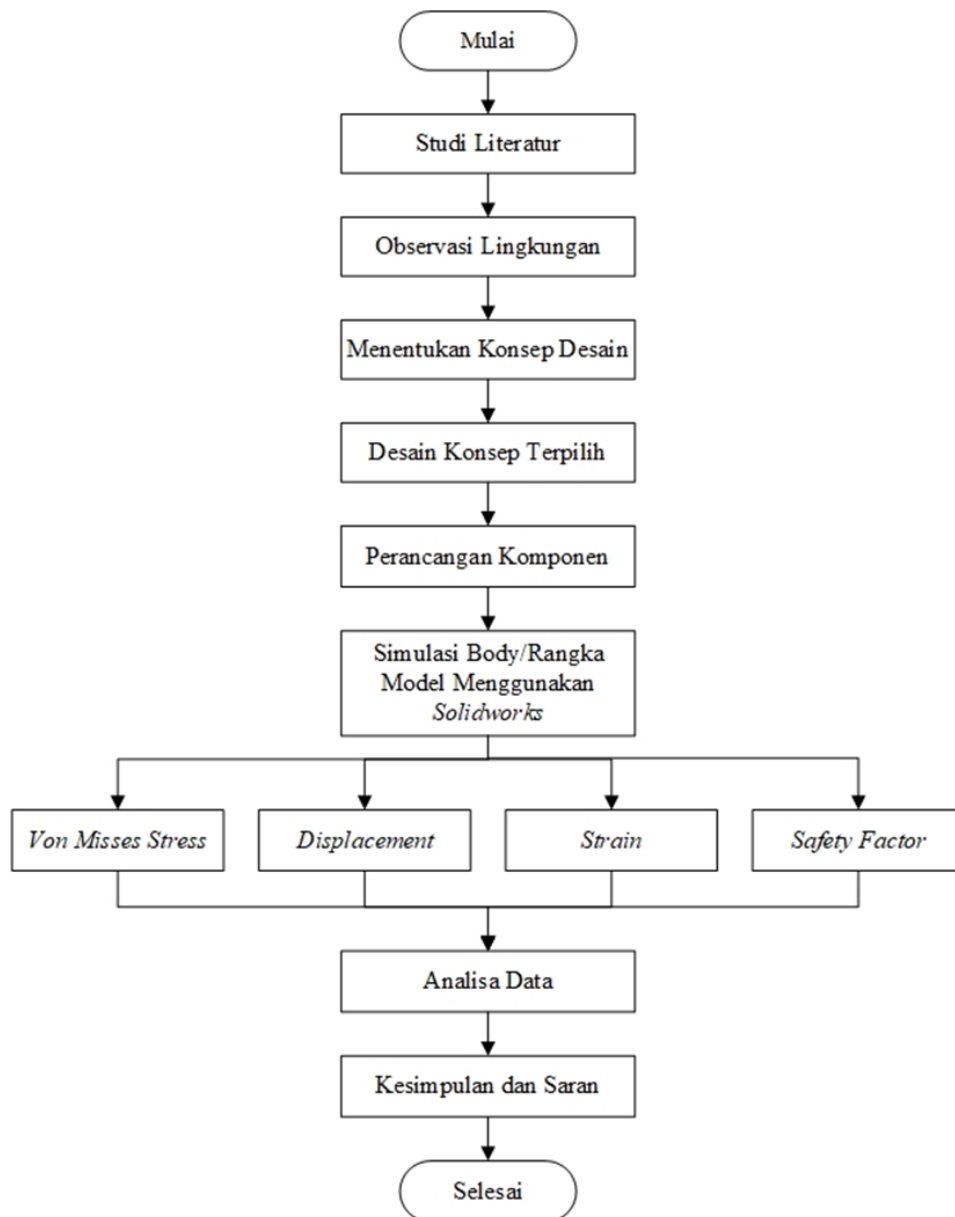 Mulai
Studi Literatur
Observasi Lingkungan
Menentukan Konsep Desain
Desain Konsep Terpilih
Perancangan Komponen
Simulasi Body/Rangka
Model Menggunakan
Solidworks
Von Misses Stress
Displacement
Strain
Safety Factor
Analisa Data
Kesimpulan dan Saran
Selesai